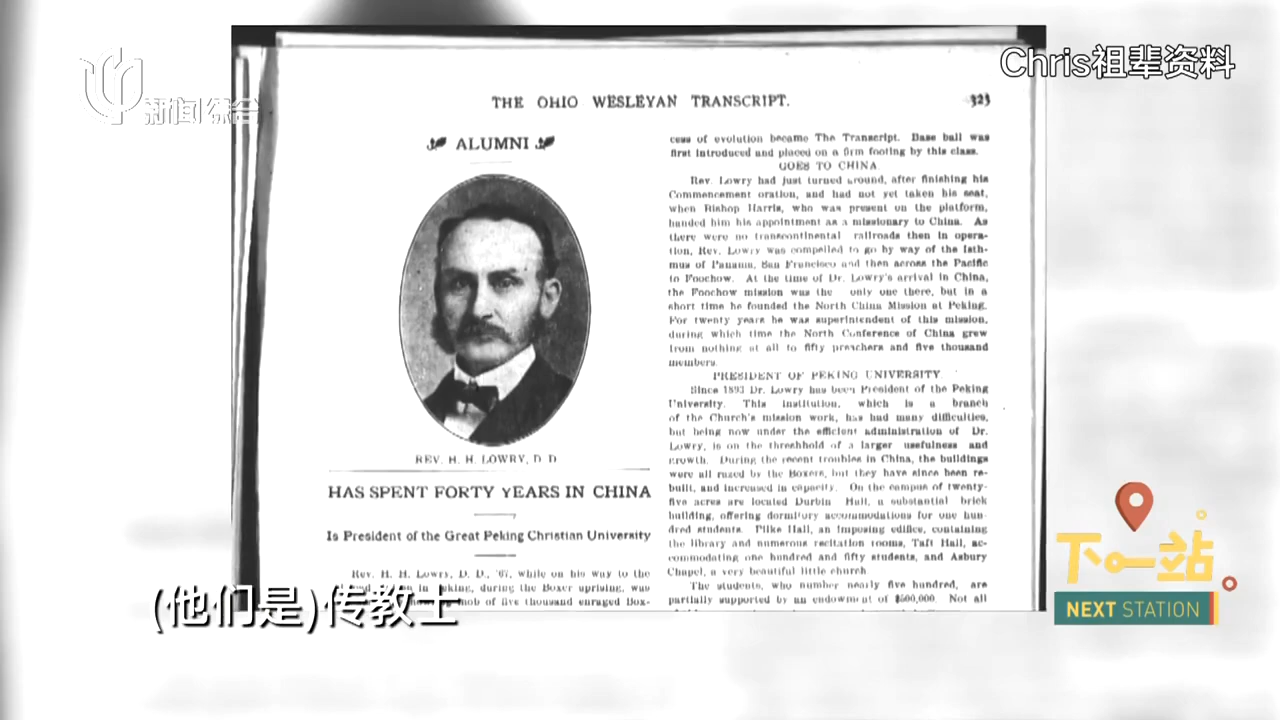 新闻综合
Chris祖辈资料
THE OHIO WESLEYAN TRANSCRIPT.
323
ALUMNI
REV. H. H. LOWRY, D. D
HAS SPENT FORTY YEARS IN CHINA
Is President of the Great Peking Christian University
Rev. H. H. Lowry, D. D., '67, while on his way to the
king, during the Boxer uprising, was
mob of five thousand enraged Box-
cess of evolution became The Transcript. Base ball was
first introduced and placed on a firm footing by this class.
GOES TO CHINA
Rev. Lowry had just turned around, after finishing his
Commencement oration, and had not yet taken his seat,
when Bishop Harris, who was present on the platform,
handed him his appointment as a missionary to China. As
there were no transcontinental railroads then in opera-
tion, Rev. Lowry was compelled to go by way of the Isth-
mus of Panama, San Francisco and then across the Pacific
to Foochow. At the time of Dr. Lowry's arrival in China,
the Foochow mission was the only one there, but in a
short time he founded the North China Mission at Peking.
For twenty years he was superintendent of this mission,
during which time the North Conference of China grew
from nothing at all to fifty preachers and five thousand
members.
PRESIDENT OF PEKING UNIVERSITY.
Since 1893 Dr. Lowry has been President of the Peking
University. This institution, which is a branch
of the Church's mission work, has had many difficulties,
but being now under the efficient administration of Dr.
Lowry, is on the threshhold of a larger usefulness and
growth. During the recent troubles in China, the buildings
were all razed by the Boxers, but they have since been re-
built, and increased in capacity. On the campus of twenty-
five acres are located Durbin Hall, a substantial brick
building, offering dormitory accommodations for one hun-
dred students. Pilke Hall, an imposing edifice, containing
the library and numerous recitation rooms, Taft Hall, ac-
commodating one hundred and fifty students, and Asbury
Chapel, a very beautiful little church.
The students, who number nearly five hundred, are
partially supported by an endowment of $600,000. Not all
(他们是)传教士
下一站
NEXT STATION